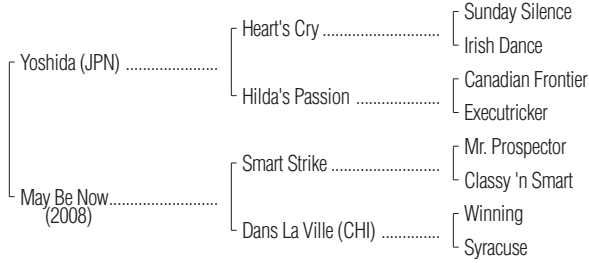 Sunday Silence
Heart's Cry ........................
Irish Dance
Yoshida (JPN) ......................
Canadian Frontier
Hilda's Passion .................
Executricker
Mr. Prospector
Smart Strike ......................
Classy 'n Smart
May Be Now..........................
(2008)
Winning
Dans La Ville (CHI) ............
Syracuse